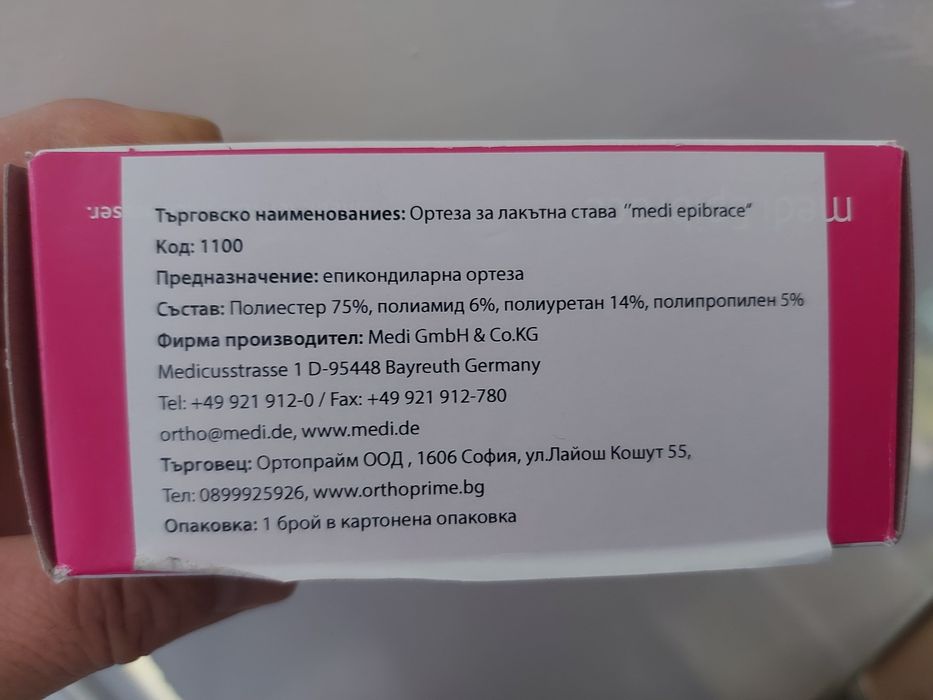 Търговско наименованиеs: Ортеза за лакътна става ’’medi epibrace“
Код: 1100
Предназначение: епикондиларна ортеза
Състав: Полиестер 75%, полиамид 6%, полиуретан 14%, полипропилен 5%
Фирма производител: Medi GmbH & Co.KG
Medicusstrasse 1 D-95448 Bayreuth Germany
Tel: +49 921 912-0 / Fax: +49 921 912-780
ortho@medi.de, www.medi.de
Търговец: Ортопрайм ООД , 1606 София, ул.Лайош Кошут 55,
Тел: 0899925926, www.orthoprime.bg
Опаковка: 1 брой в картонена опаковка